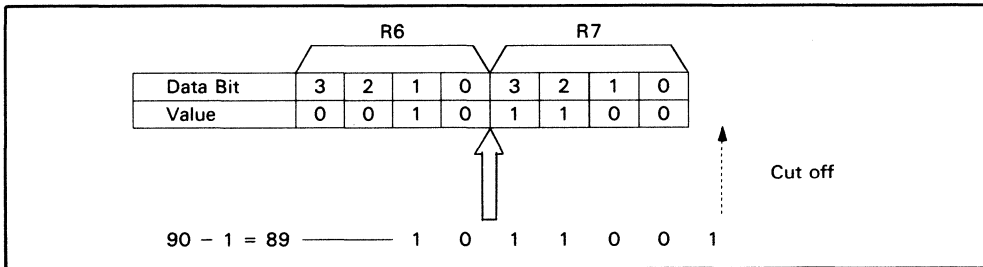 R6 R7
Data Bit 3 2 1 0 3 2 1 0
Value 0 0 1 0 1 1 0 0
Cut off
90 − 1 = 89 1 0 1 1 0 0 1